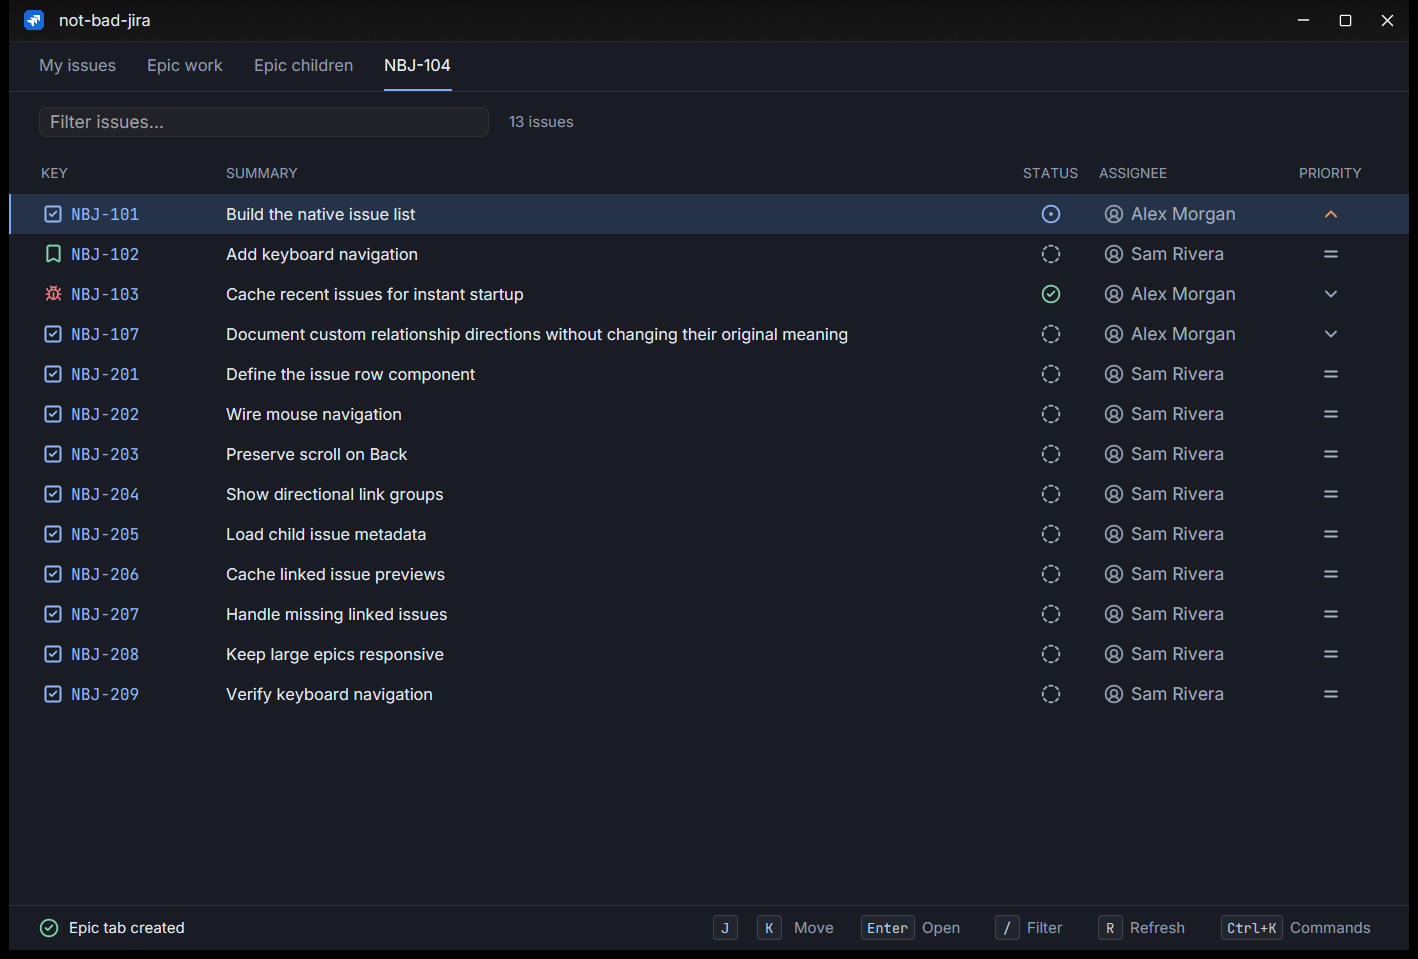 not-bad-jira
My issues Epic work Epic children NBJ-104
Filter issues... 13 issues
KEY SUMMARY STATUS ASSIGNEE PRIORITY
NBJ-101 Build the native issue list Alex Morgan
NBJ-102 Add keyboard navigation Sam Rivera
NBJ-103 Cache recent issues for instant startup Alex Morgan
NBJ-107 Document custom relationship directions without changing their original meaning Alex Morgan
NBJ-201 Define the issue row component Sam Rivera
NBJ-202 Wire mouse navigation Sam Rivera
NBJ-203 Preserve scroll on Back Sam Rivera
NBJ-204 Show directional link groups Sam Rivera
NBJ-205 Load child issue metadata Sam Rivera
NBJ-206 Cache linked issue previews Sam Rivera
NBJ-207 Handle missing linked issues Sam Rivera
NBJ-208 Keep large epics responsive Sam Rivera
NBJ-209 Verify keyboard navigation Sam Rivera
Epic tab created J K Move Enter Open / Filter R Refresh Ctrl+K Commands